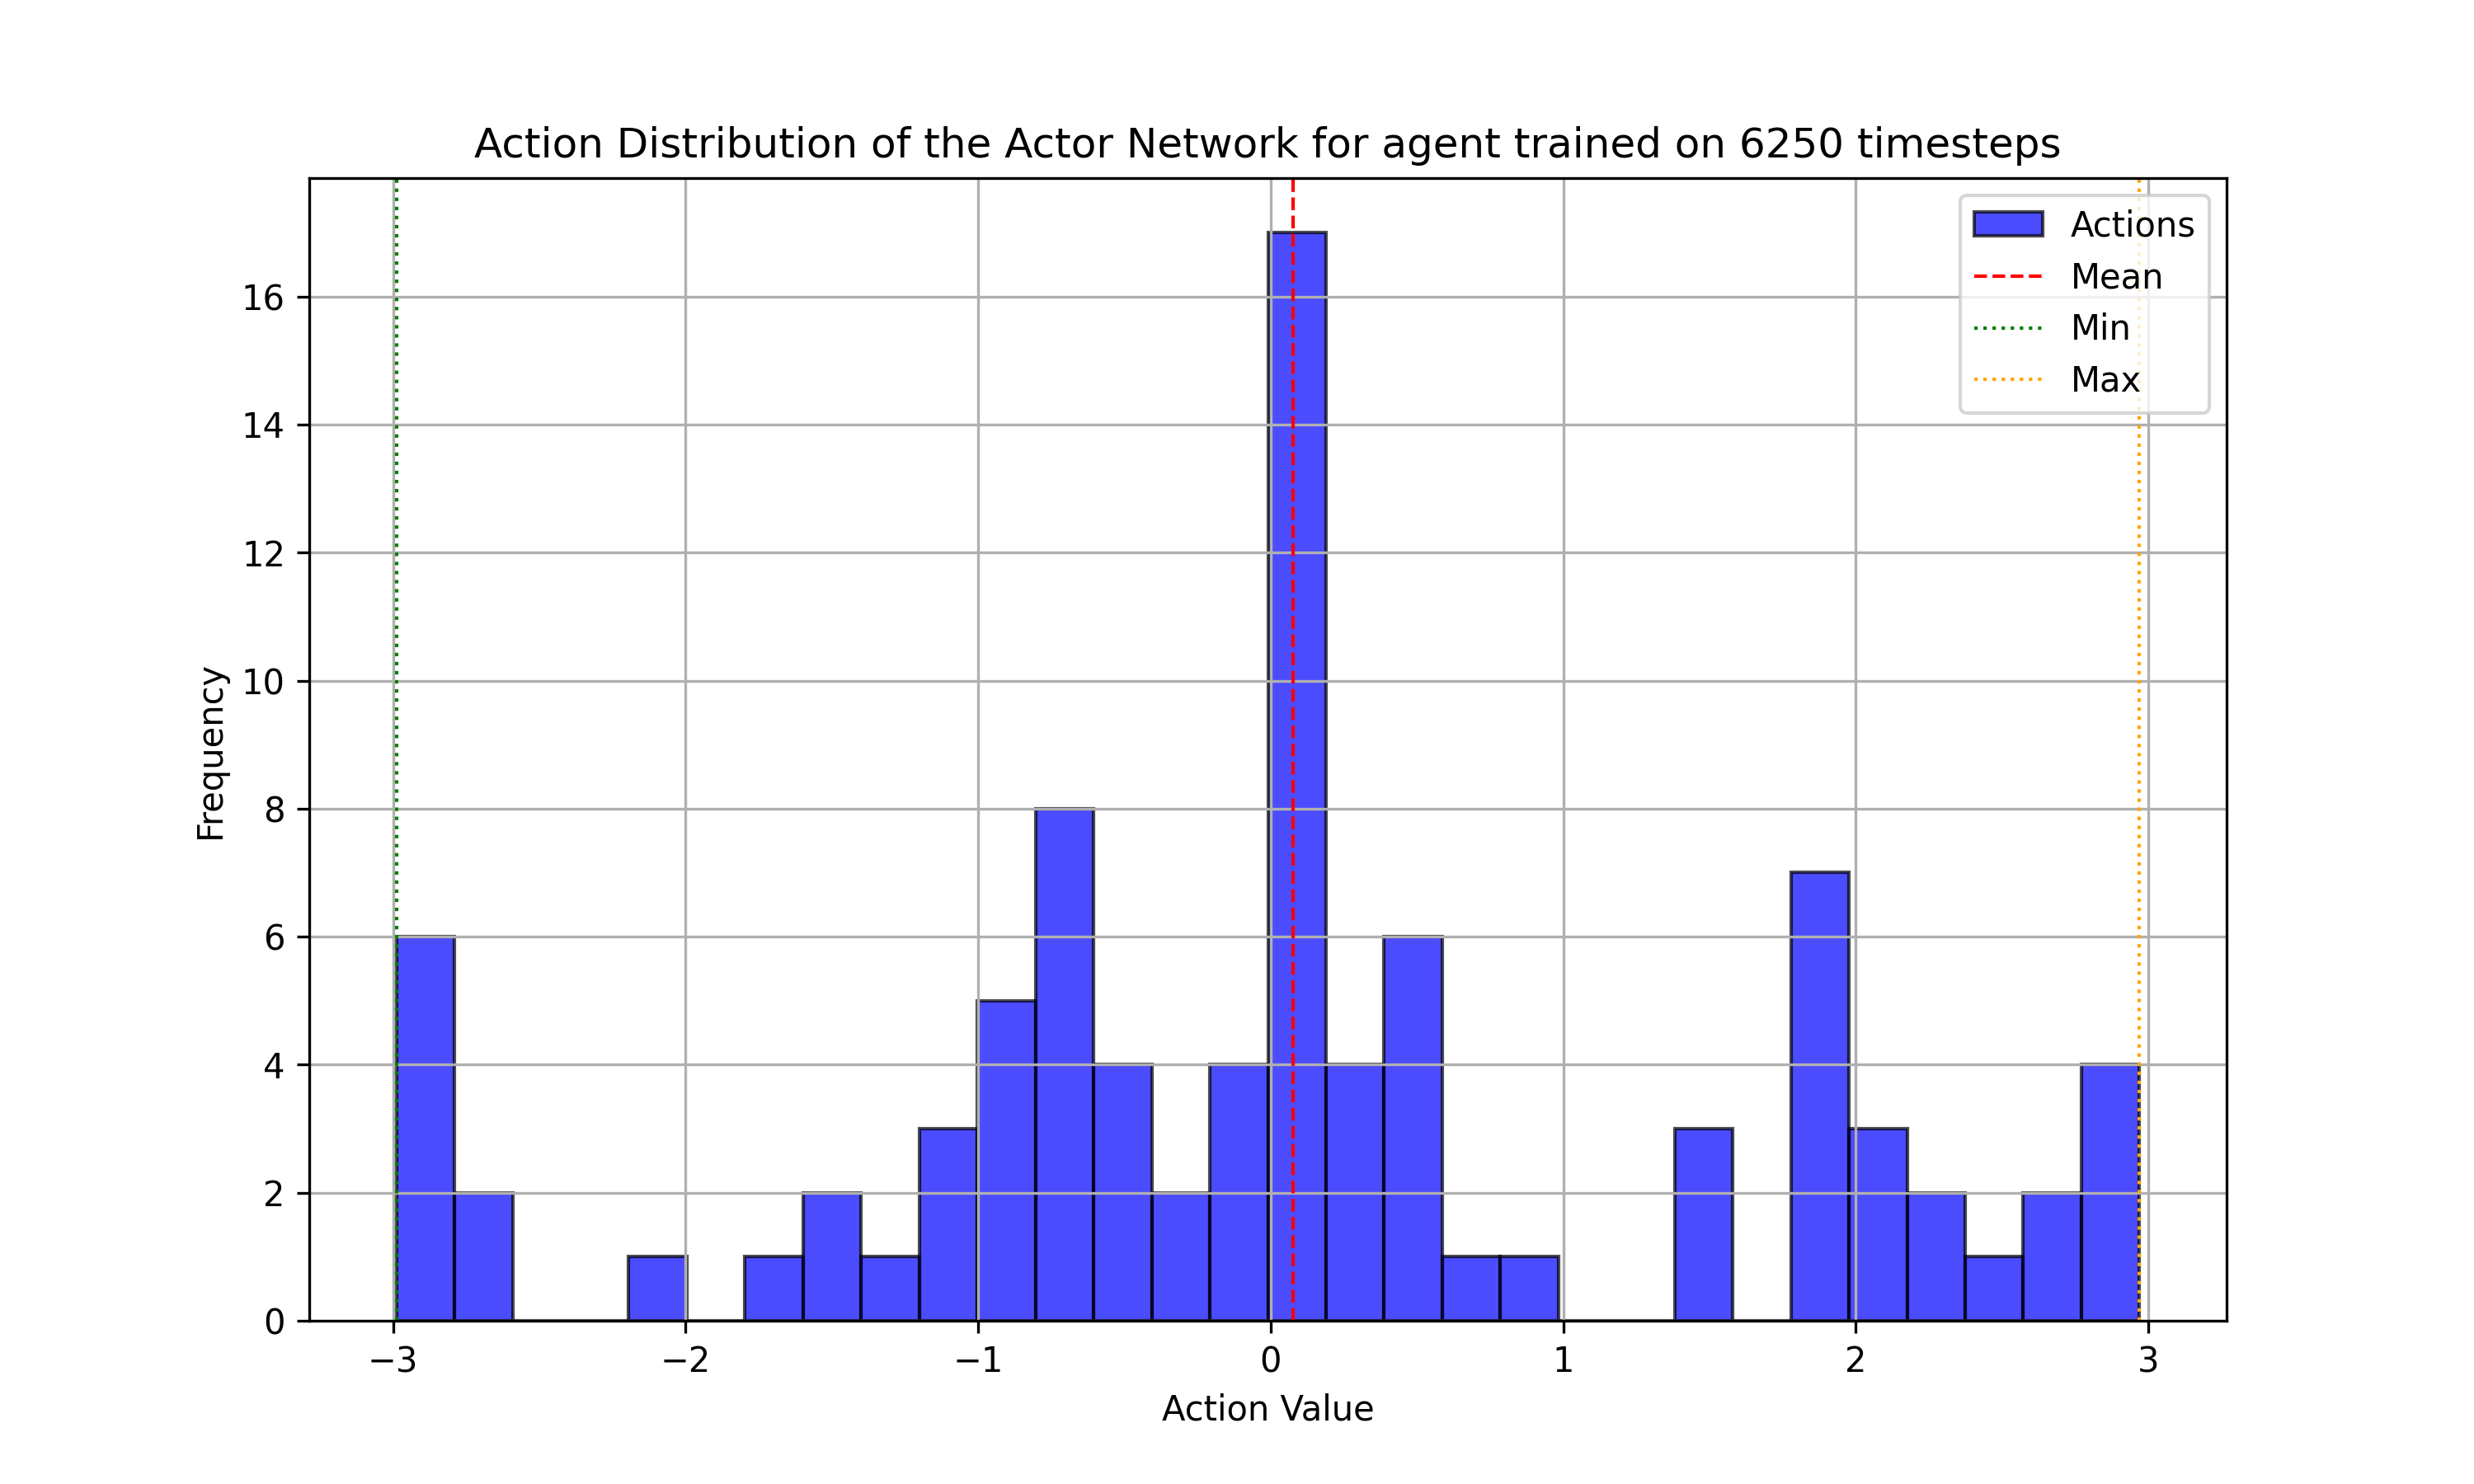 Action Distribution of the Actor Network for agent trained on 6250 timesteps
Actions
Mean
Min
Max
16
14
12
10
8
6
4
2
0
Frequency
−3 −2 −1 0 1 2 3
Action Value